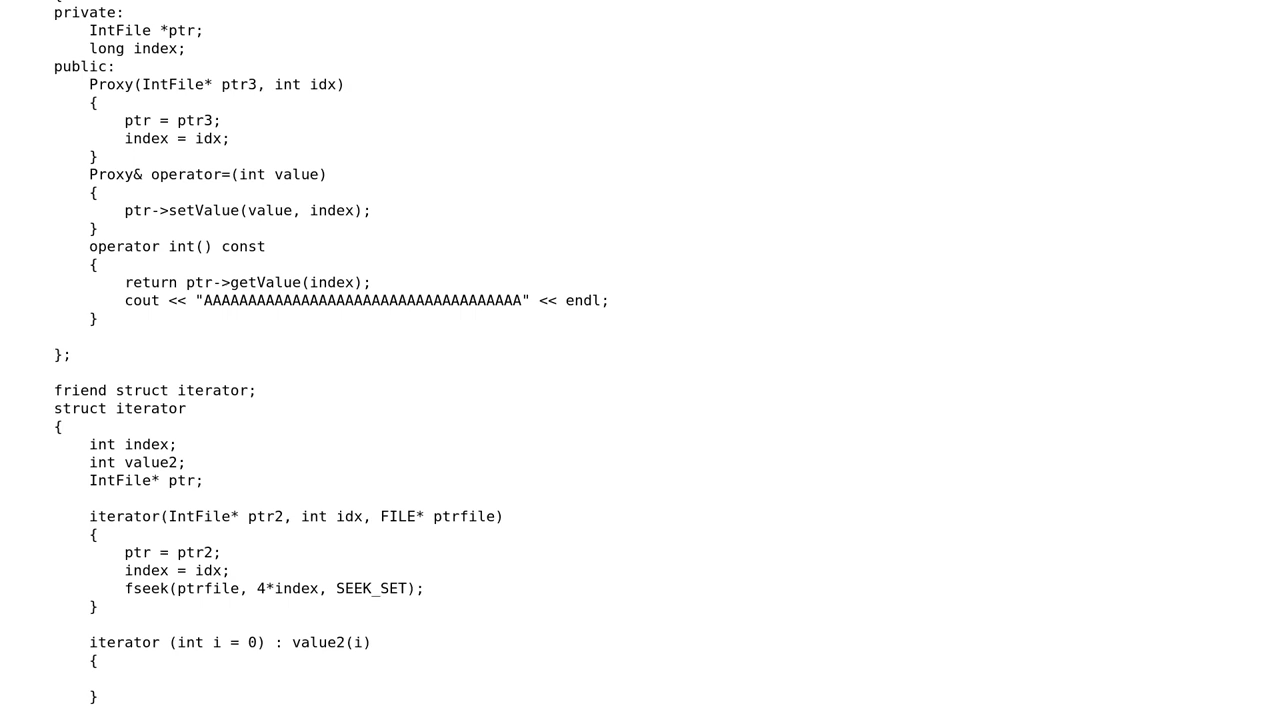 {
private:
    IntFile *ptr;
    long index;
public:
    Proxy(IntFile* ptr3, int idx)
    {
        ptr = ptr3;
        index = idx;
    }
    Proxy& operator=(int value)
    {
        ptr->setValue(value, index);
    }
    operator int() const
    {
        return ptr->getValue(index);
        cout << "AAAAAAAAAAAAAAAAAAAAAAAAAAAAAAAAAAAA" << endl;
    }

};

friend struct iterator;
struct iterator
{
    int index;
    int value2;
    IntFile* ptr;

    iterator(IntFile* ptr2, int idx, FILE* ptrfile)
    {
        ptr = ptr2;
        index = idx;
        fseek(ptrfile, 4*index, SEEK_SET);
    }

    iterator (int i = 0) : value2(i)
    {

    }